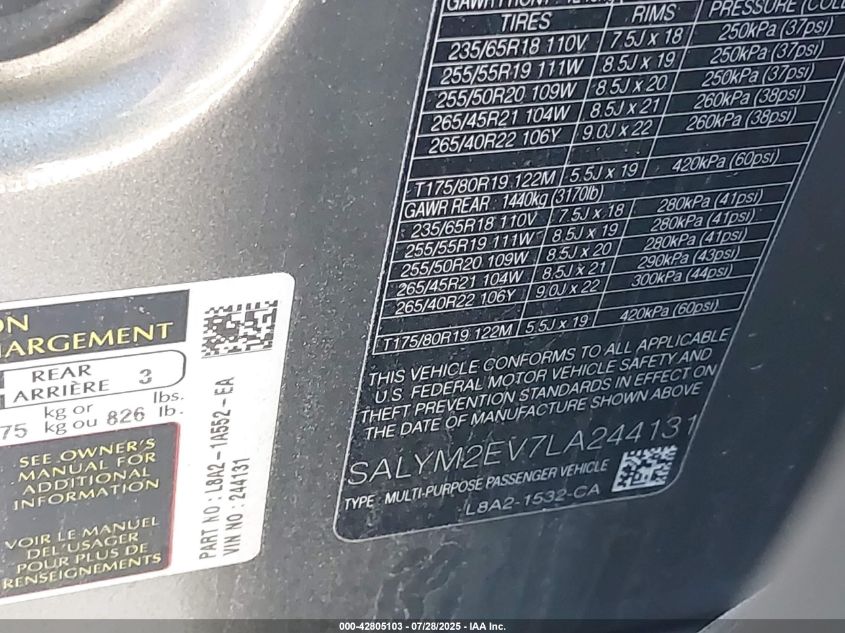 TIRES RIMS PRESSURE (COL
235/65R18 110V 7.5J x 18 250kPa (37psi)
255/55R19 111W 8.5J x 19 250kPa (37psi)
255/50R20 109W 8.5J x 20 250kPa (37psi)
265/45R21 104W 8.5J x 21 260kPa (38psi)
265/40R22 106Y 9.0J x 22 260kPa (38psi)
T175/80R19 122M 5.5J x 19 420kPa (60psi)
GAWR REAR: 1440kg (3170lb)
235/65R18 110V 7.5J x 18 280kPa (41psi)
255/55R19 111W 8.5J x 19 280kPa (41psi)
255/50R20 109W 8.5J x 20 280kPa (41psi)
265/45R21 104W 8.5J x 21 290kPa (43psi)
265/40R22 106Y 9.0J x 22 300kPa (44psi)
T175/80R19 122M 5.5J x 19 420kPa (60psi)
THIS VEHICLE CONFORMS TO ALL APPLICABLE
U.S. FEDERAL MOTOR VEHICLE SAFETY AND
THEFT PREVENTION STANDARDS IN EFFECT ON
THE DATE OF MANUFACTURE SHOWN ABOVE
SALYM2EV7LA244131
TYPE: MULTI-PURPOSE PASSENGER VEHICLE
L8A2-1532-CA
ON
HARGEMENT
REAR
ARRIÈRE 3
75 kg or
kg ou 826 lbs.
lb.
SEE OWNER'S
MANUAL FOR
ADDITIONAL
INFORMATION
VOIR LE MANUEL
DEL'USAGER
POUR PLUS DE
RENSEIGNEMENTS
PART NO : L8A2-1A552-EA
VIN NO : 244131
000-42805103 / 07/28/2025 - IAA Inc.